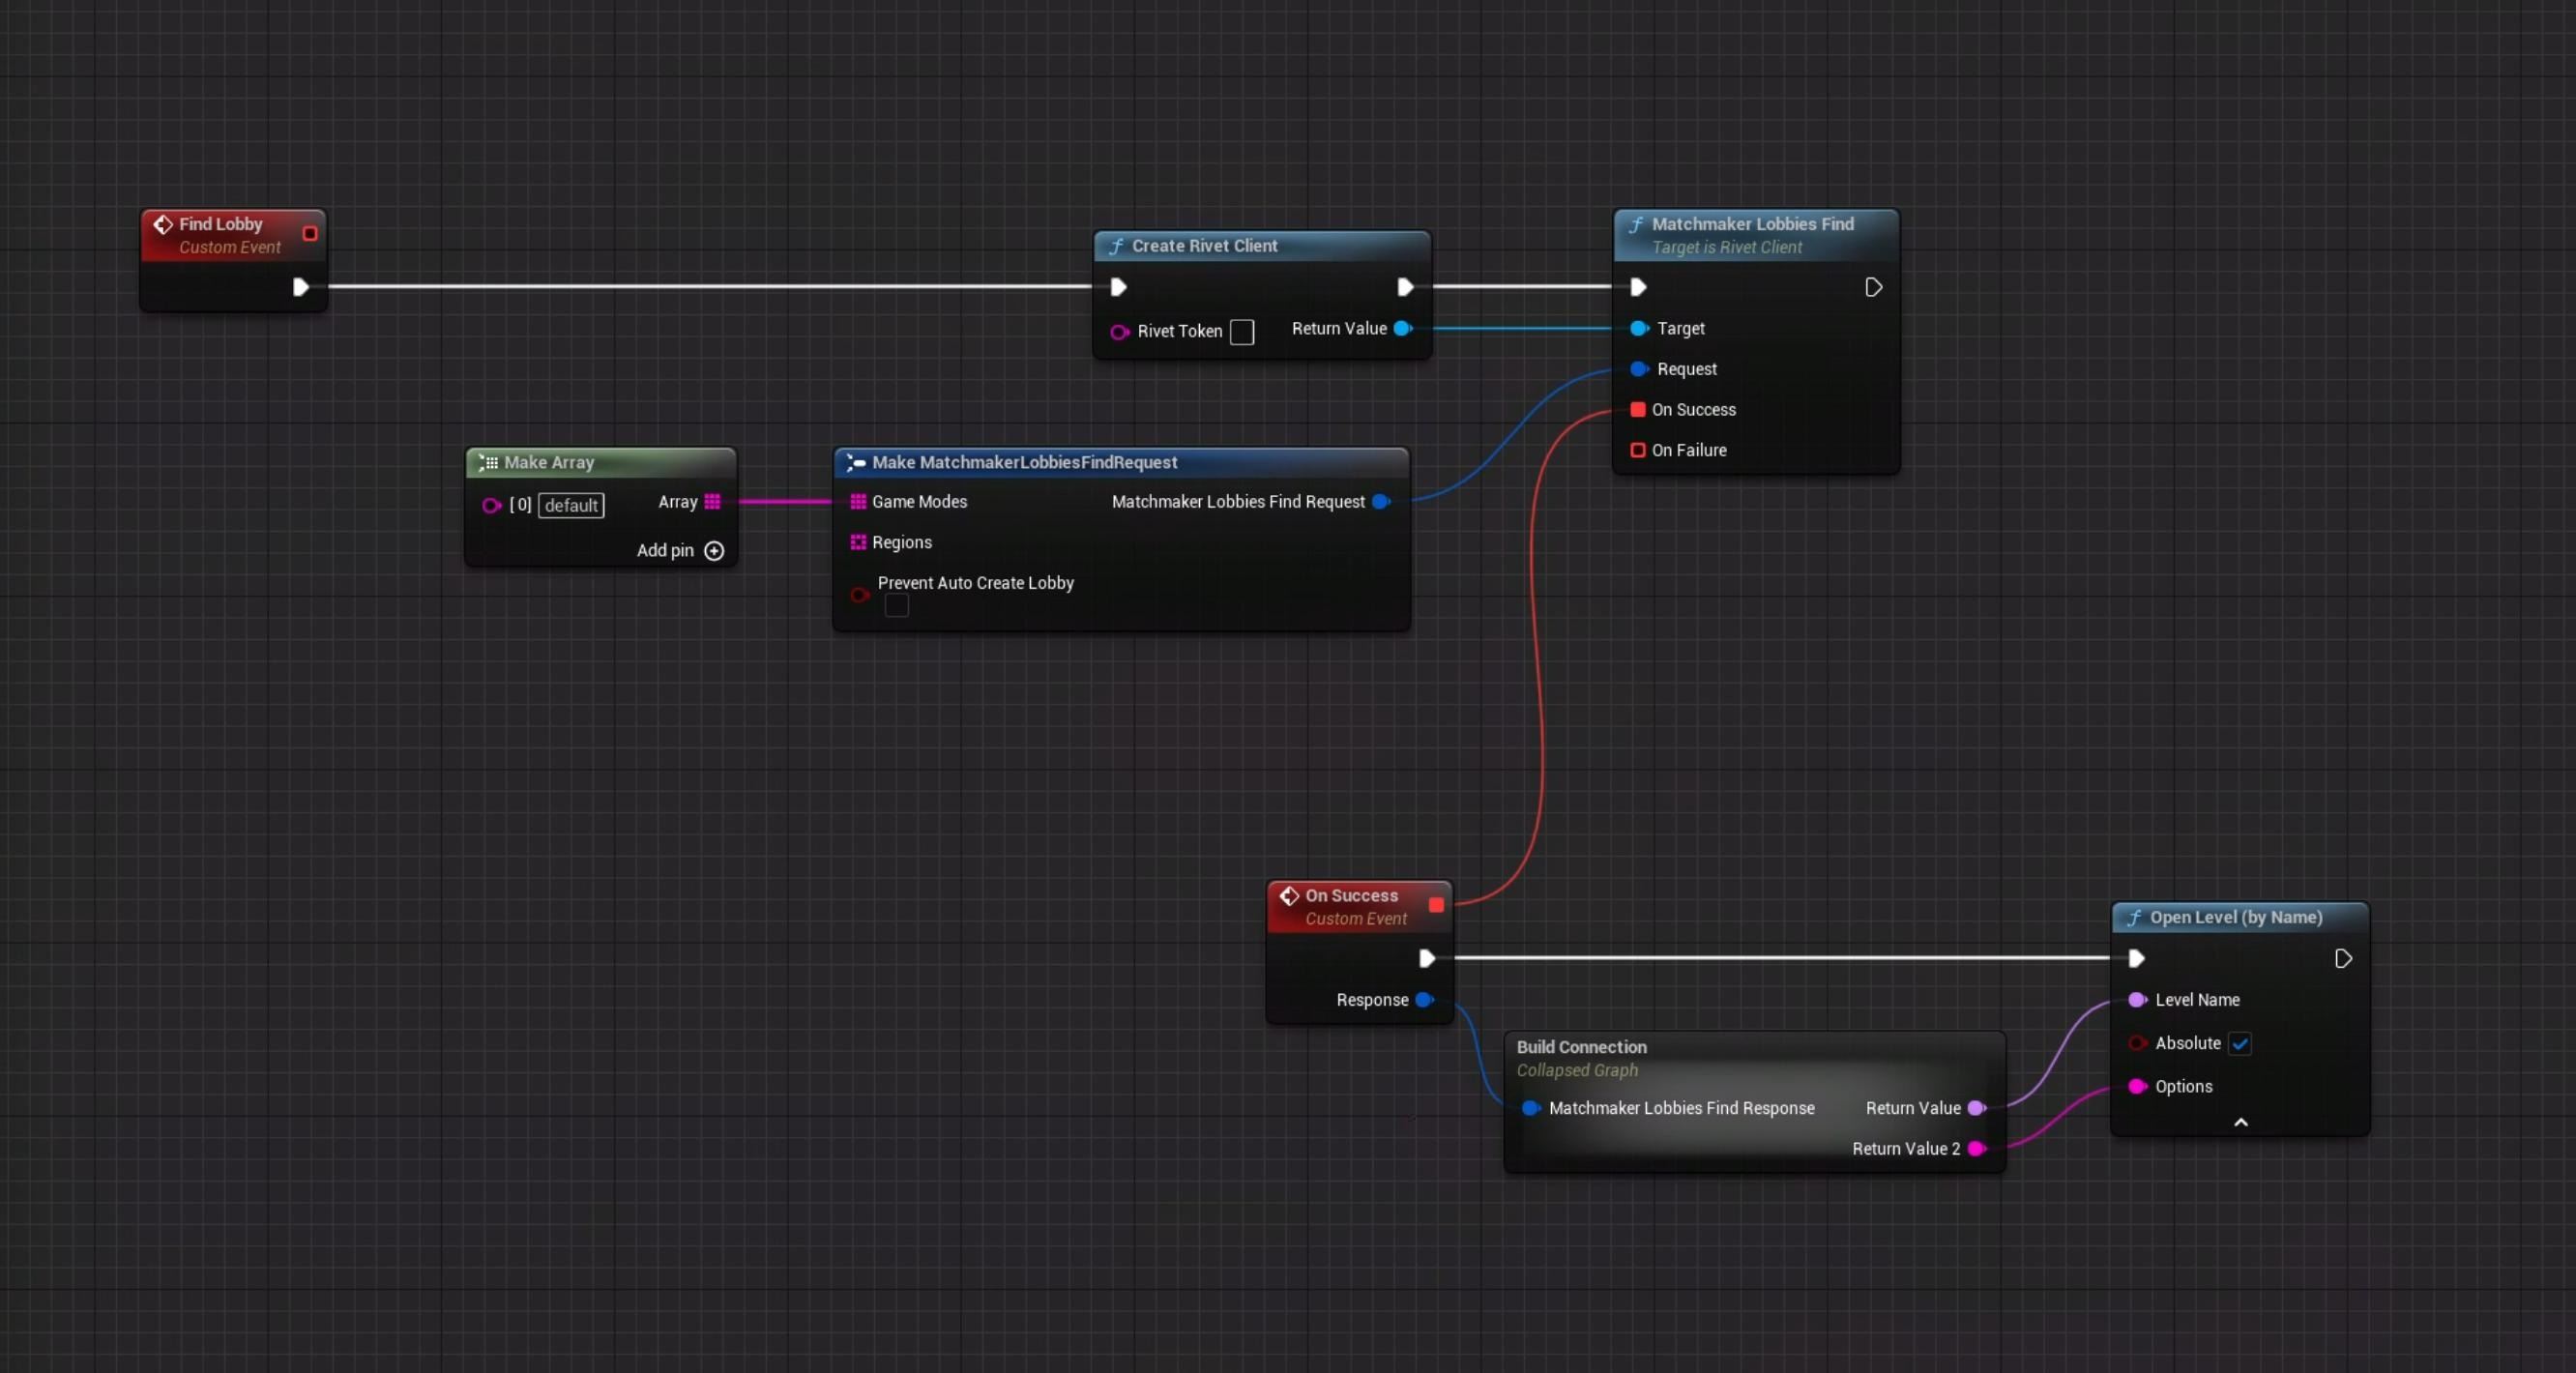 Find Lobby
Custom Event
Create Rivet Client
Rivet Token
Return Value
Matchmaker Lobbies Find
Target is Rivet Client
Target
Request
On Success
On Failure
Make Array
[0] default
Array
Add pin
Make MatchmakerLobbiesFindRequest
Game Modes
Matchmaker Lobbies Find Request
Regions
Prevent Auto Create Lobby
On Success
Custom Event
Response
Build Connection
Collapsed Graph
Matchmaker Lobbies Find Response
Return Value
Return Value 2
Open Level (by Name)
Level Name
Absolute
Options